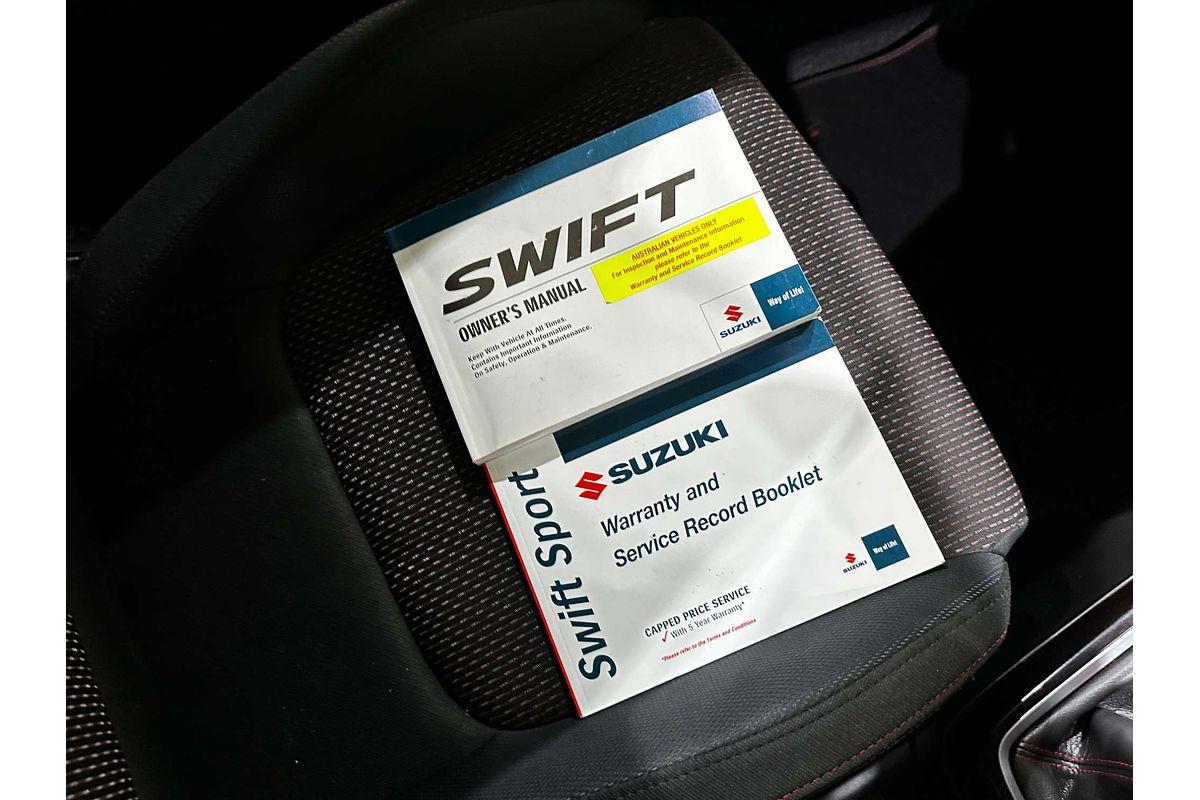 SWIFT
OWNER'S MANUAL
Keep With Vehicle At All Times.
Contains Important Information
On Safety, Operation & Maintenance.
AUSTRALIAN VEHICLES ONLY
For Inspection and Maintenance Information
please refer to the
Warranty and Service Record Booklet
SUZUKI
Way of Life!
Swift Sport
SUZUKI
Warranty and
Service Record Booklet
CAPPED PRICE SERVICE
✓ With 5 Year Warranty*
*Please refer to the Terms and Conditions
SUZUKI
Way of Life!